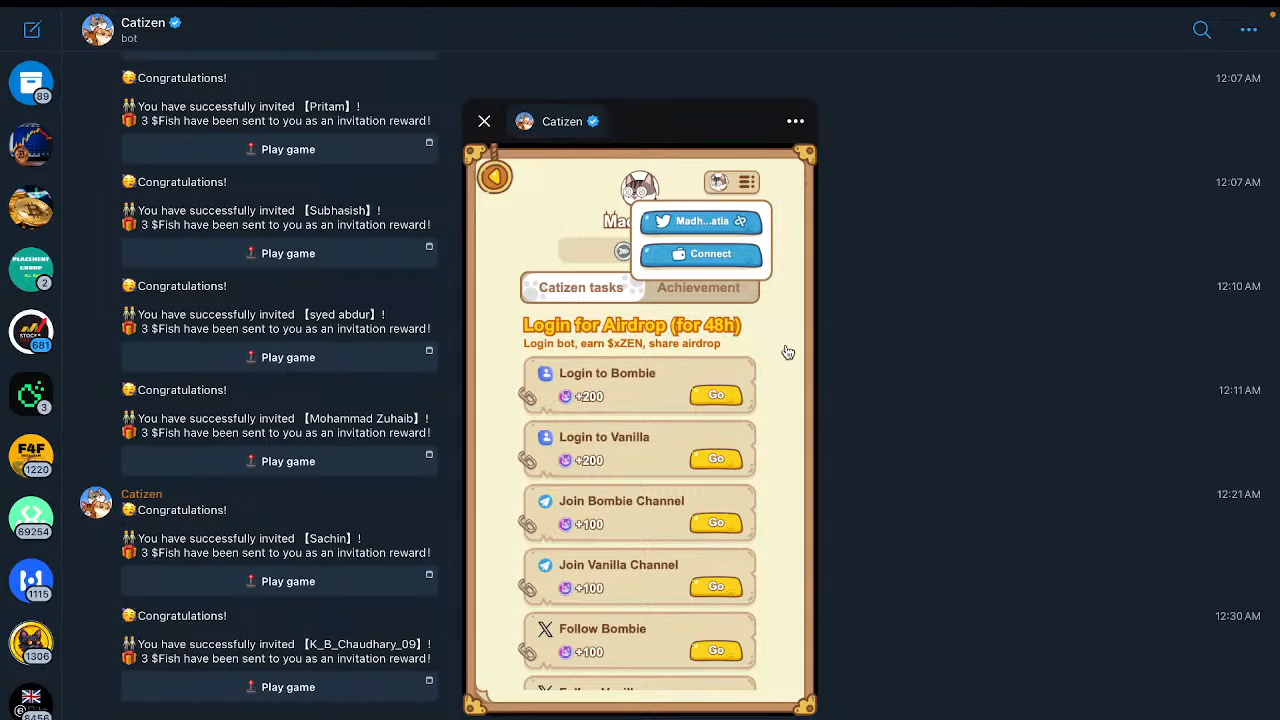 Catizen
bot
89
2
681
3
1220
69254
1115
1306
8456
🥳Congratulations!
12:07 AM
👬You have successfully invited 【Pritam】!
🎁 3 $Fish have been sent to you as an invitation reward!
🕹️ Play game
🥳Congratulations!
12:07 AM
👬You have successfully invited 【Subhasish】!
🎁 3 $Fish have been sent to you as an invitation reward!
🕹️ Play game
🥳Congratulations!
12:10 AM
👬You have successfully invited 【syed abdur】!
🎁 3 $Fish have been sent to you as an invitation reward!
🕹️ Play game
🥳Congratulations!
12:11 AM
👬You have successfully invited 【Mohammad Zuhaib】!
🎁 3 $Fish have been sent to you as an invitation reward!
🕹️ Play game
Catizen
12:21 AM
🥳Congratulations!
👬You have successfully invited 【Sachin】!
🎁 3 $Fish have been sent to you as an invitation reward!
🕹️ Play game
🥳Congratulations!
12:30 AM
👬You have successfully invited 【K_B_Chaudhary_09】!
🎁 3 $Fish have been sent to you as an invitation reward!
🕹️ Play game
PLACEMENT
GROUP
F4F
Catizen
Madh...atia
Connect
Catizen tasks
Achievement
Login for Airdrop (for 48h)
Login bot, earn $xZEN, share airdrop
Login to Bombie
+200
Go
Login to Vanilla
+200
Go
Join Bombie Channel
+100
Go
Join Vanilla Channel
+100
Go
Follow Bombie
+100
Go